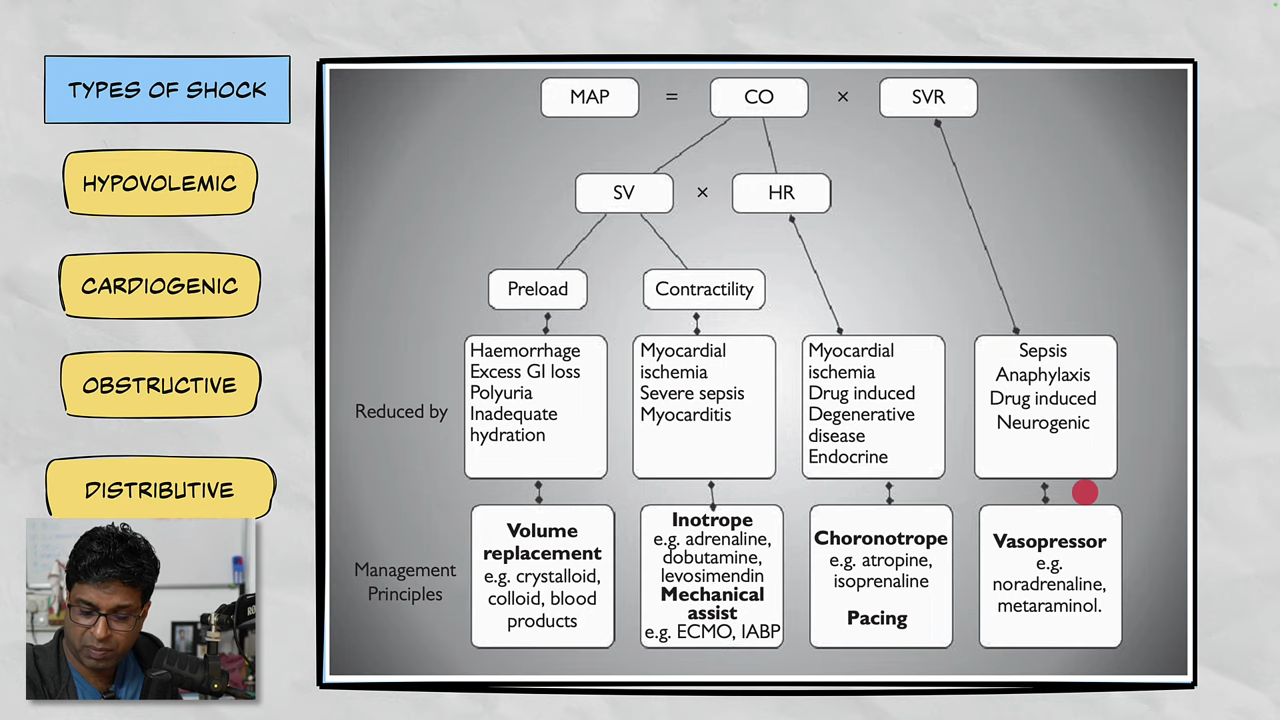 TYPES OF SHOCK
HYPOVOLEMIC
CARDIOGENIC
OBSTRUCTIVE
DISTRIBUTIVE
MAP = CO × SVR
SV × HR
Preload
Contractility
Reduced by
Haemorrhage
Excess GI loss
Polyuria
Inadequate
hydration
Myocardial
ischemia
Severe sepsis
Myocarditis
Myocardial
ischemia
Drug induced
Degenerative
disease
Endocrine
Sepsis
Anaphylaxis
Drug induced
Neurogenic
Management
Principles
Volume
replacement
e.g. crystalloid,
colloid, blood
products
Inotrope
e.g. adrenaline,
dobutamine,
levosimendin
Mechanical
assist
e.g. ECMO, IABP
Choronotrope
e.g. atropine,
isoprenaline
Pacing
Vasopressor
e.g.
noradrenaline,
metaraminol.